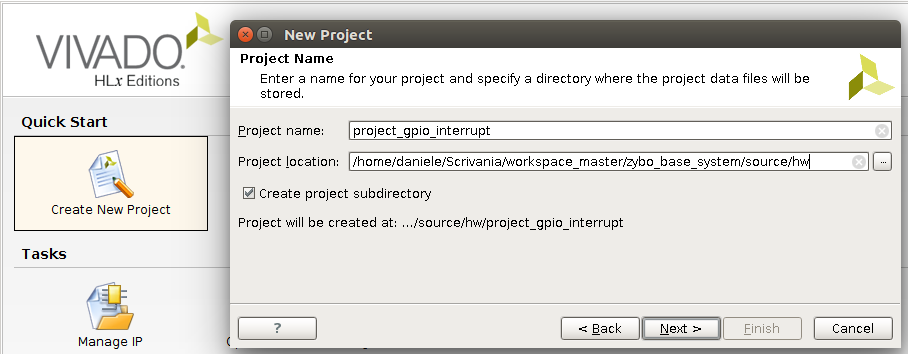 VIVADO.
HLx Editions
Quick Start
Create New Project
Tasks
Manage IP
New Project
Project Name
Enter a name for your project and specify a directory where the project data files will be
stored.
Project name: project_gpio_interrupt
Project location: /home/daniele/Scrivania/workspace_master/zybo_base_system/source/hw ...
Create project subdirectory
Project will be created at: .../source/hw/project_gpio_interrupt
? < Back Next > Finish Cancel